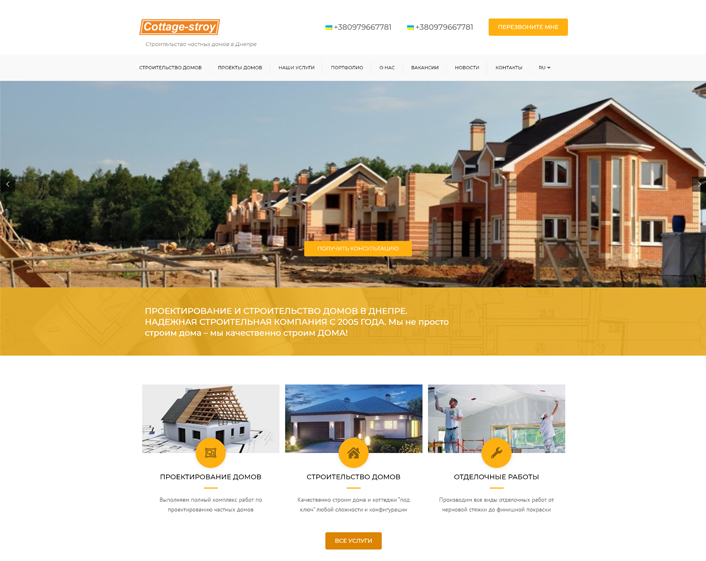 Cottage-stroy
+380979667781
+380979667781
ПЕРЕЗВОНИТЕ МНЕ
Строительство частных домов в Днепре
СТРОИТЕЛЬСТВО ДОМОВ
ПРОЕКТЫ ДОМОВ
НАШИ УСЛУГИ
ПОРТФОЛИО
О НАС
ВАКАНСИИ
НОВОСТИ
КОНТАКТЫ
RU
ПОЛУЧИТЬ КОНСУЛЬТАЦИЮ
ПРОЕКТИРОВАНИЕ И СТРОИТЕЛЬСТВО ДОМОВ В ДНЕПРЕ.
НАДЕЖНАЯ СТРОИТЕЛЬНАЯ КОМПАНИЯ С 2005 ГОДА. Мы не просто
строим дома – мы качественно строим ДОМА!
ПРОЕКТИРОВАНИЕ ДОМОВ
Выполняем полный комплекс работ по
проектированию частных домов
СТРОИТЕЛЬСТВО ДОМОВ
Качественно строим дома и коттеджи "под
ключ" любой сложности и конфигурации
ОТДЕЛОЧНЫЕ РАБОТЫ
Производим все виды отделочных работ от
черновой стяжки до финишной покраски
ВСЕ УСЛУГИ